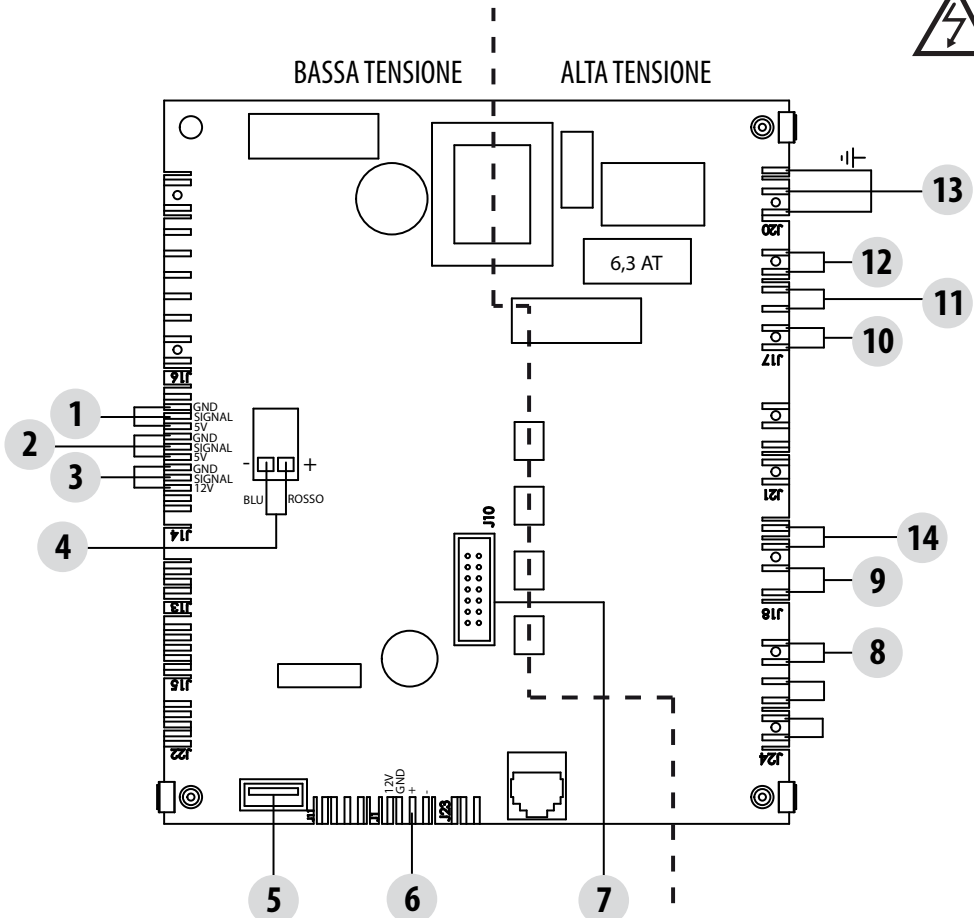 BASSA TENSIONE
ALTA TENSIONE
13
J20
6,3 AT
12
11
10
J17
J16
1
GND
SIGNAL
5V
2
GND
SIGNAL
5V
3
GND
SIGNAL
12V
- +
BLU ROSSO
J21
J10
4
J14
14
9
J13
J18
8
J15
J22
J24
12V
GND
+
-
J1
J23
5
6
7